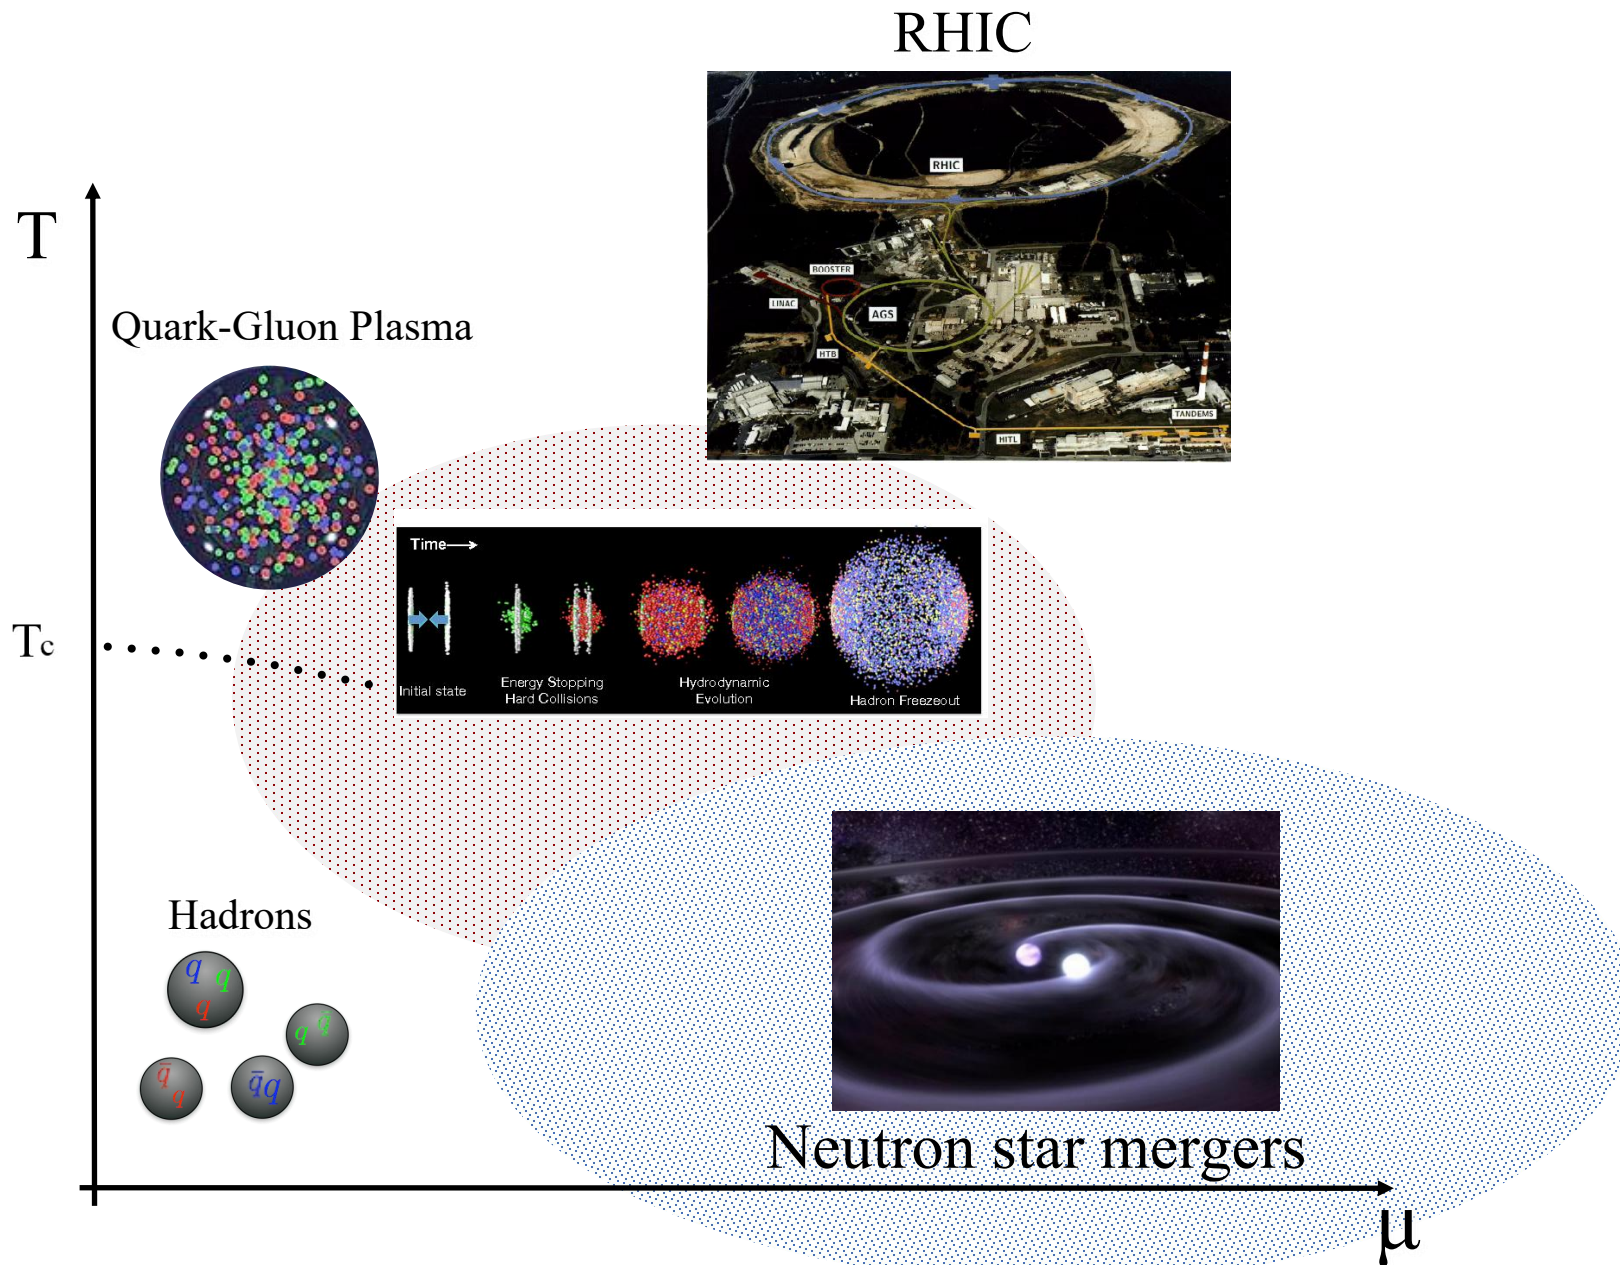 RHIC
RHIC
BOOSTER
LINAC
AGS
HTB
TANDEMS
HITL
T
Quark-Gluon Plasma
Time
Initial state
Energy Stopping
Hard Collisions
Hydrodynamic
Evolution
Hadron Freezeout
Tc
Hadrons
q q
q
q q̄
q̄
q
q̄q
Neutron star mergers
μ